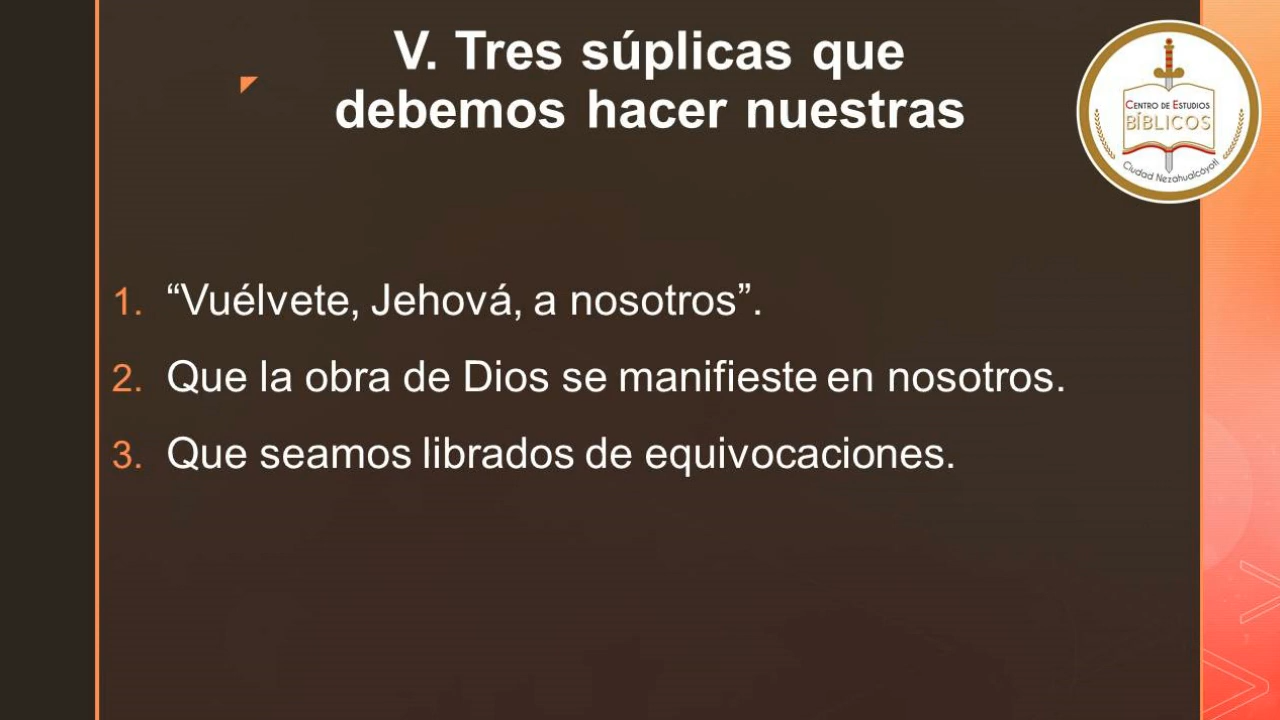 V. Tres súplicas que
debemos hacer nuestras
CENTRO DE ESTUDIOS
BÍBLICOS
Ciudad Nezahualcóyotl
1. “Vuélvete, Jehová, a nosotros”.
2. Que la obra de Dios se manifieste en nosotros.
3. Que seamos librados de equivocaciones.